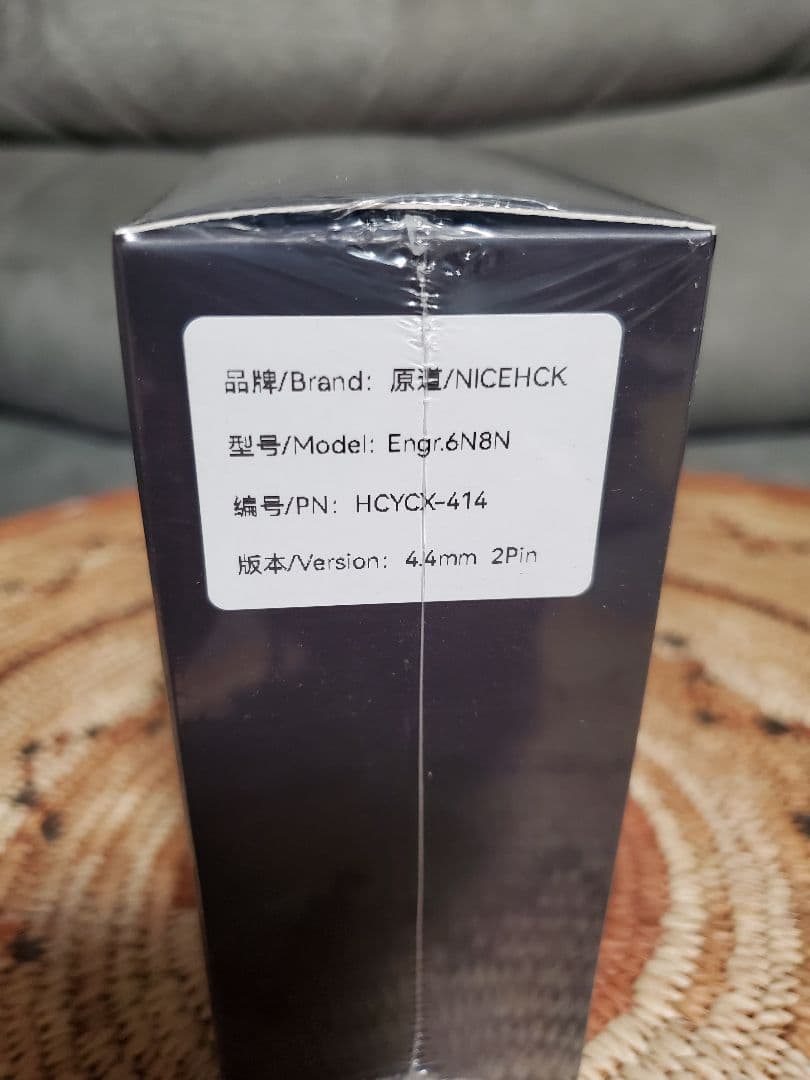 品牌/Brand: 原道/NICEHCK
型号/Model: Engr.6N8N
编号/PN: HCYCX-414
版本/Version: 4.4mm 2Pin